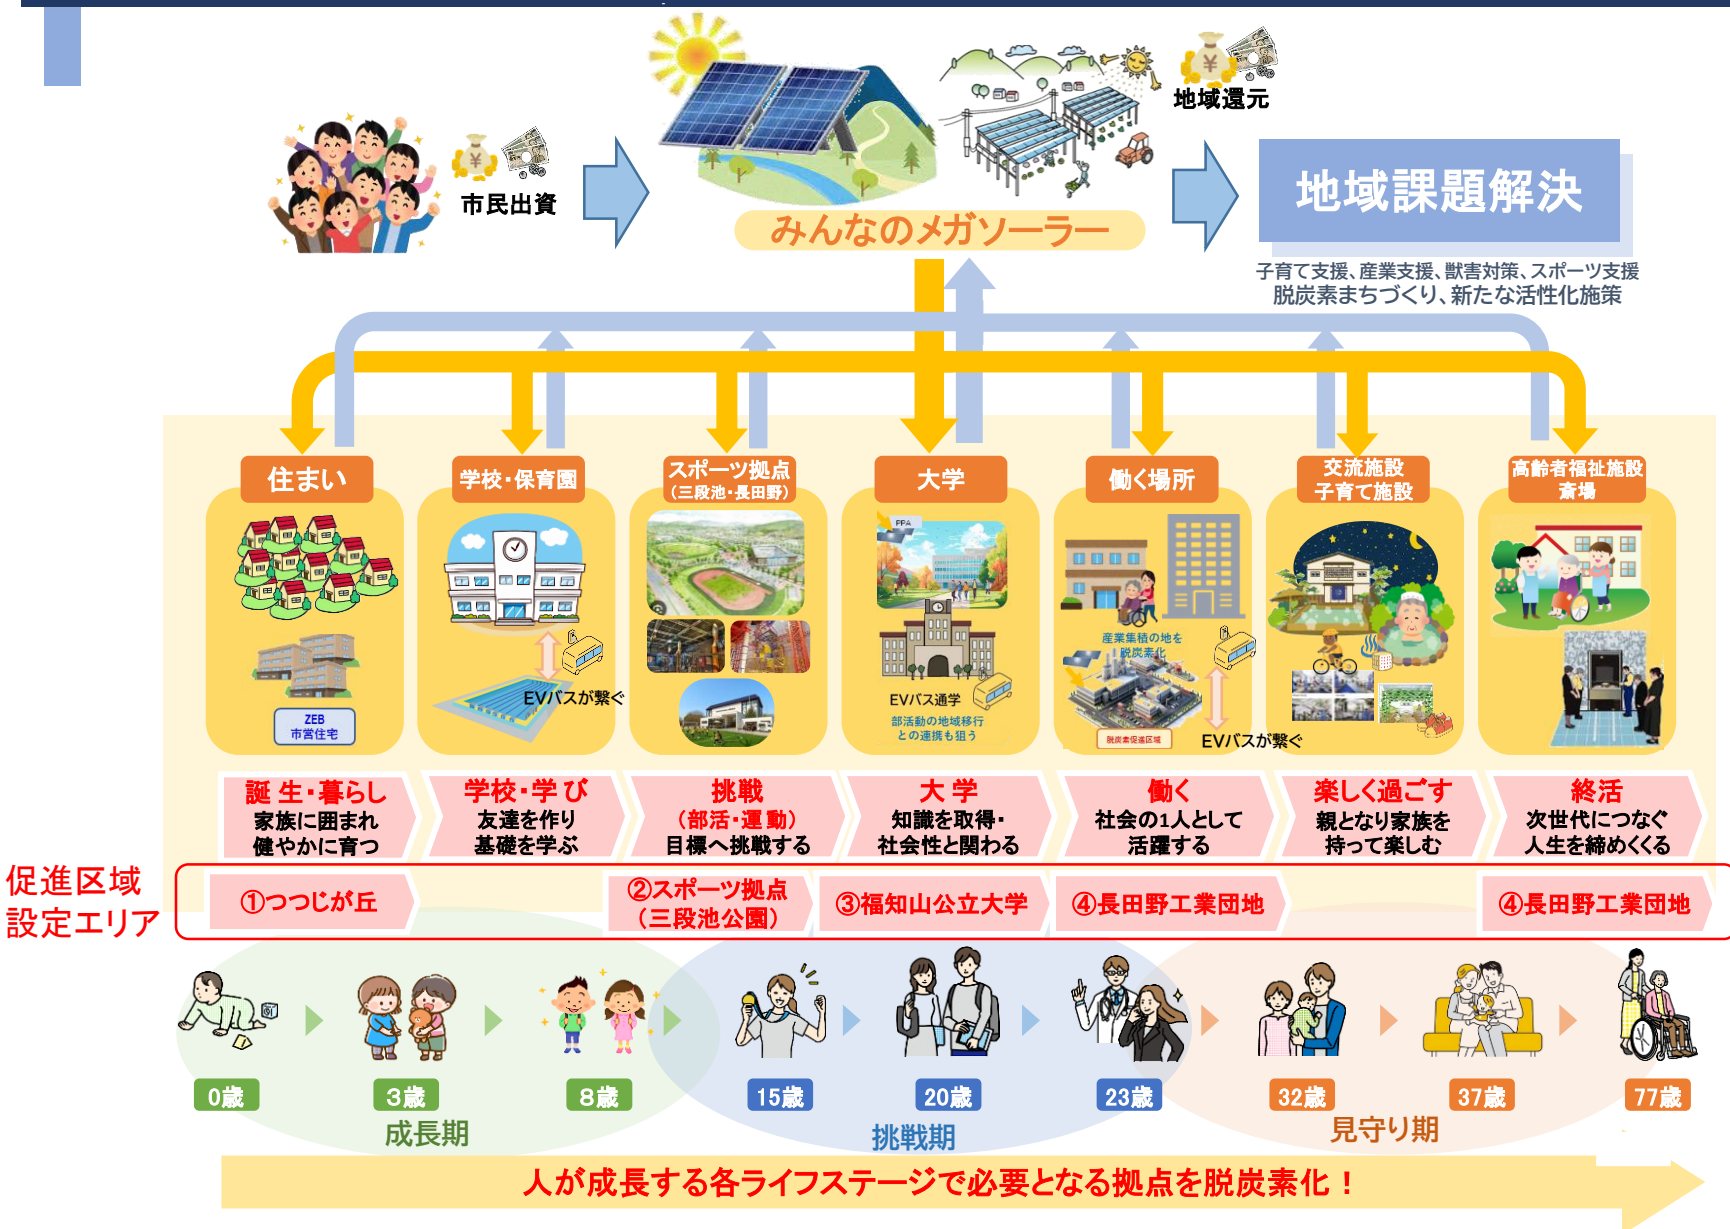 市民出資
地域還元
みんなのメガソーラー
地域課題解決
子育て支援、産業支援、獣害対策、スポーツ支援
脱炭素まちづくり、新たな活性化施策
住まい
ZEB
市営住宅
学校・保育園
EVバスが繋ぐ
スポーツ拠点
（三段池・長田野）
大学
PPA
EVバス通学
部活動の地域移行
との連携も狙う
働く場所
産業集積の地を
脱炭素化
脱炭素促進区域
EVバスが繋ぐ
交流施設
子育て施設
高齢者福祉施設
斎場
誕生・暮らし
家族に囲まれ
健やかに育つ
学校・学び
友達を作り
基礎を学ぶ
挑戦
（部活・運動）
目標へ挑戦する
大学
知識を取得・
社会性と関わる
働く
社会の1人として
活躍する
楽しく過ごす
親となり家族を
持って楽しむ
終活
次世代につなぐ
人生を締めくくる
促進区域
設定エリア
①つつじが丘
②スポーツ拠点
（三段池公園）
③福知山公立大学
④長田野工業団地
④長田野工業団地
0歳
3歳
8歳
15歳
20歳
23歳
32歳
37歳
77歳
成長期
挑戦期
見守り期
人が成長する各ライフステージで必要となる拠点を脱炭素化！